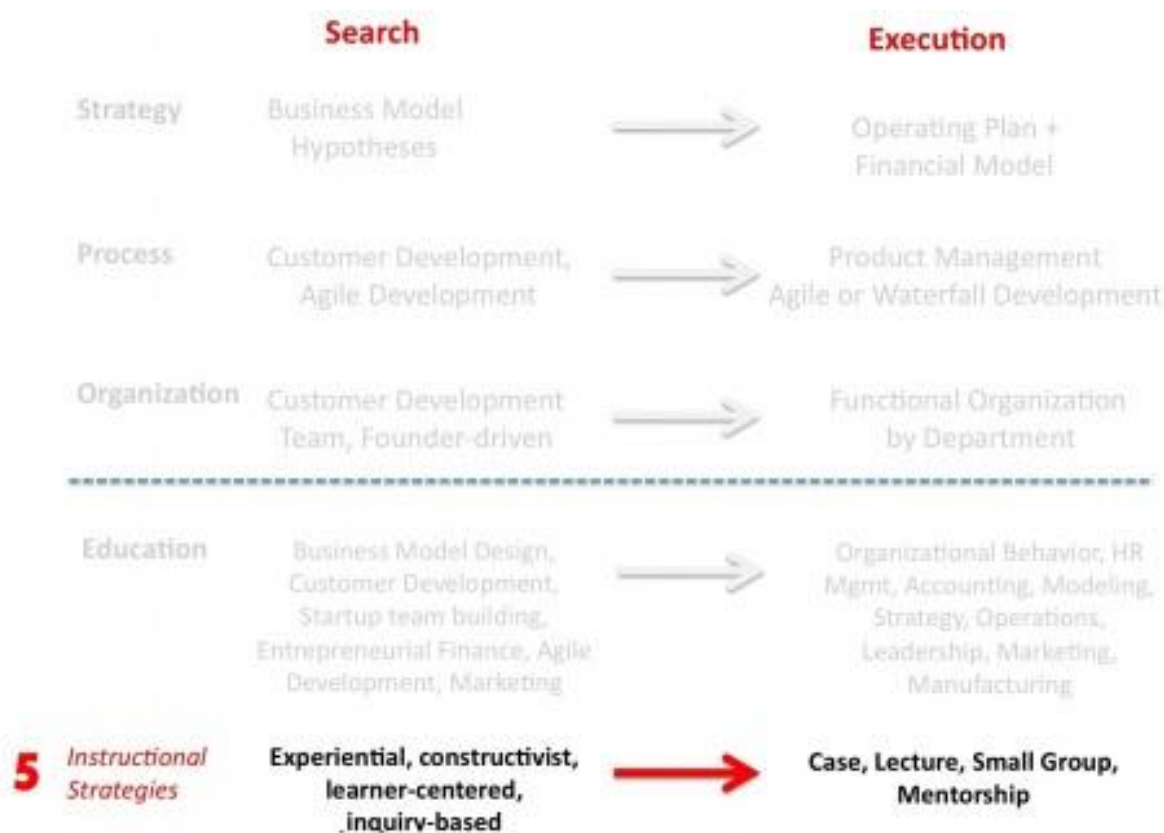 Search
Execution
Strategy
Business Model
Hypotheses
Operating Plan +
Financial Model
Process
Customer Development,
Agile Development
Product Management
Agile or Waterfall Development
Organization
Customer Development
Team, Founder-driven
Functional Organization
by Department
Education
Business Model Design,
Customer Development,
Startup team building,
Entrepreneurial Finance, Agile
Development, Marketing
Organizational Behavior, HR
Mgmt, Accounting, Modeling,
Strategy, Operations,
Leadership, Marketing,
Manufacturing
5
Instructional
Strategies
Experiential, constructivist,
learner-centered,
inquiry-based
Case, Lecture, Small Group,
Mentorship